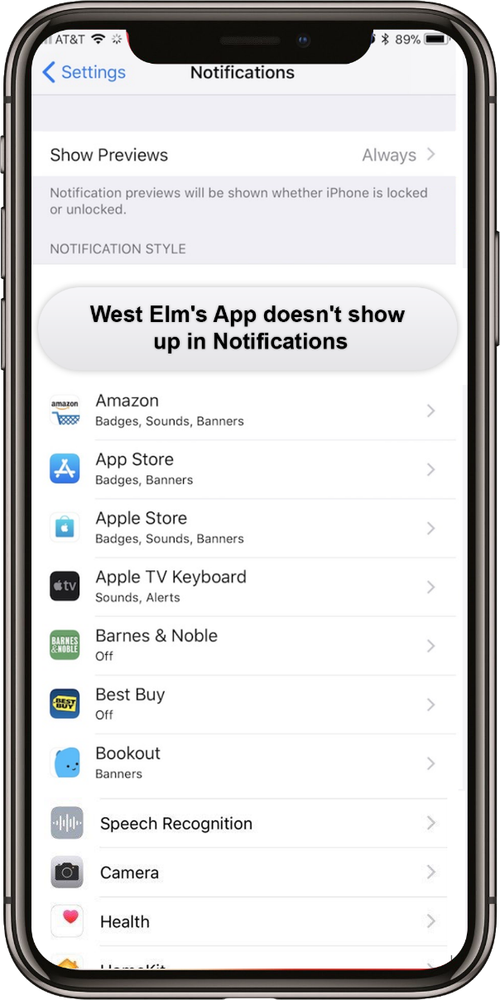 AT&T 89%
Settings Notifications
Show Previews Always
Notification previews will be shown whether iPhone is locked
or unlocked.
NOTIFICATION STYLE
West Elm's App doesn't show
up in Notifications
amazon
Amazon
Badges, Sounds, Banners
App Store
Badges, Banners
Apple Store
Badges, Sounds, Banners
tv
Apple TV Keyboard
Sounds, Alerts
BARNES
&NOBLE
Barnes & Noble
Off
BEST
BUY
Best Buy
Off
Bookout
Banners
Speech Recognition
Camera
Health
HomeKit